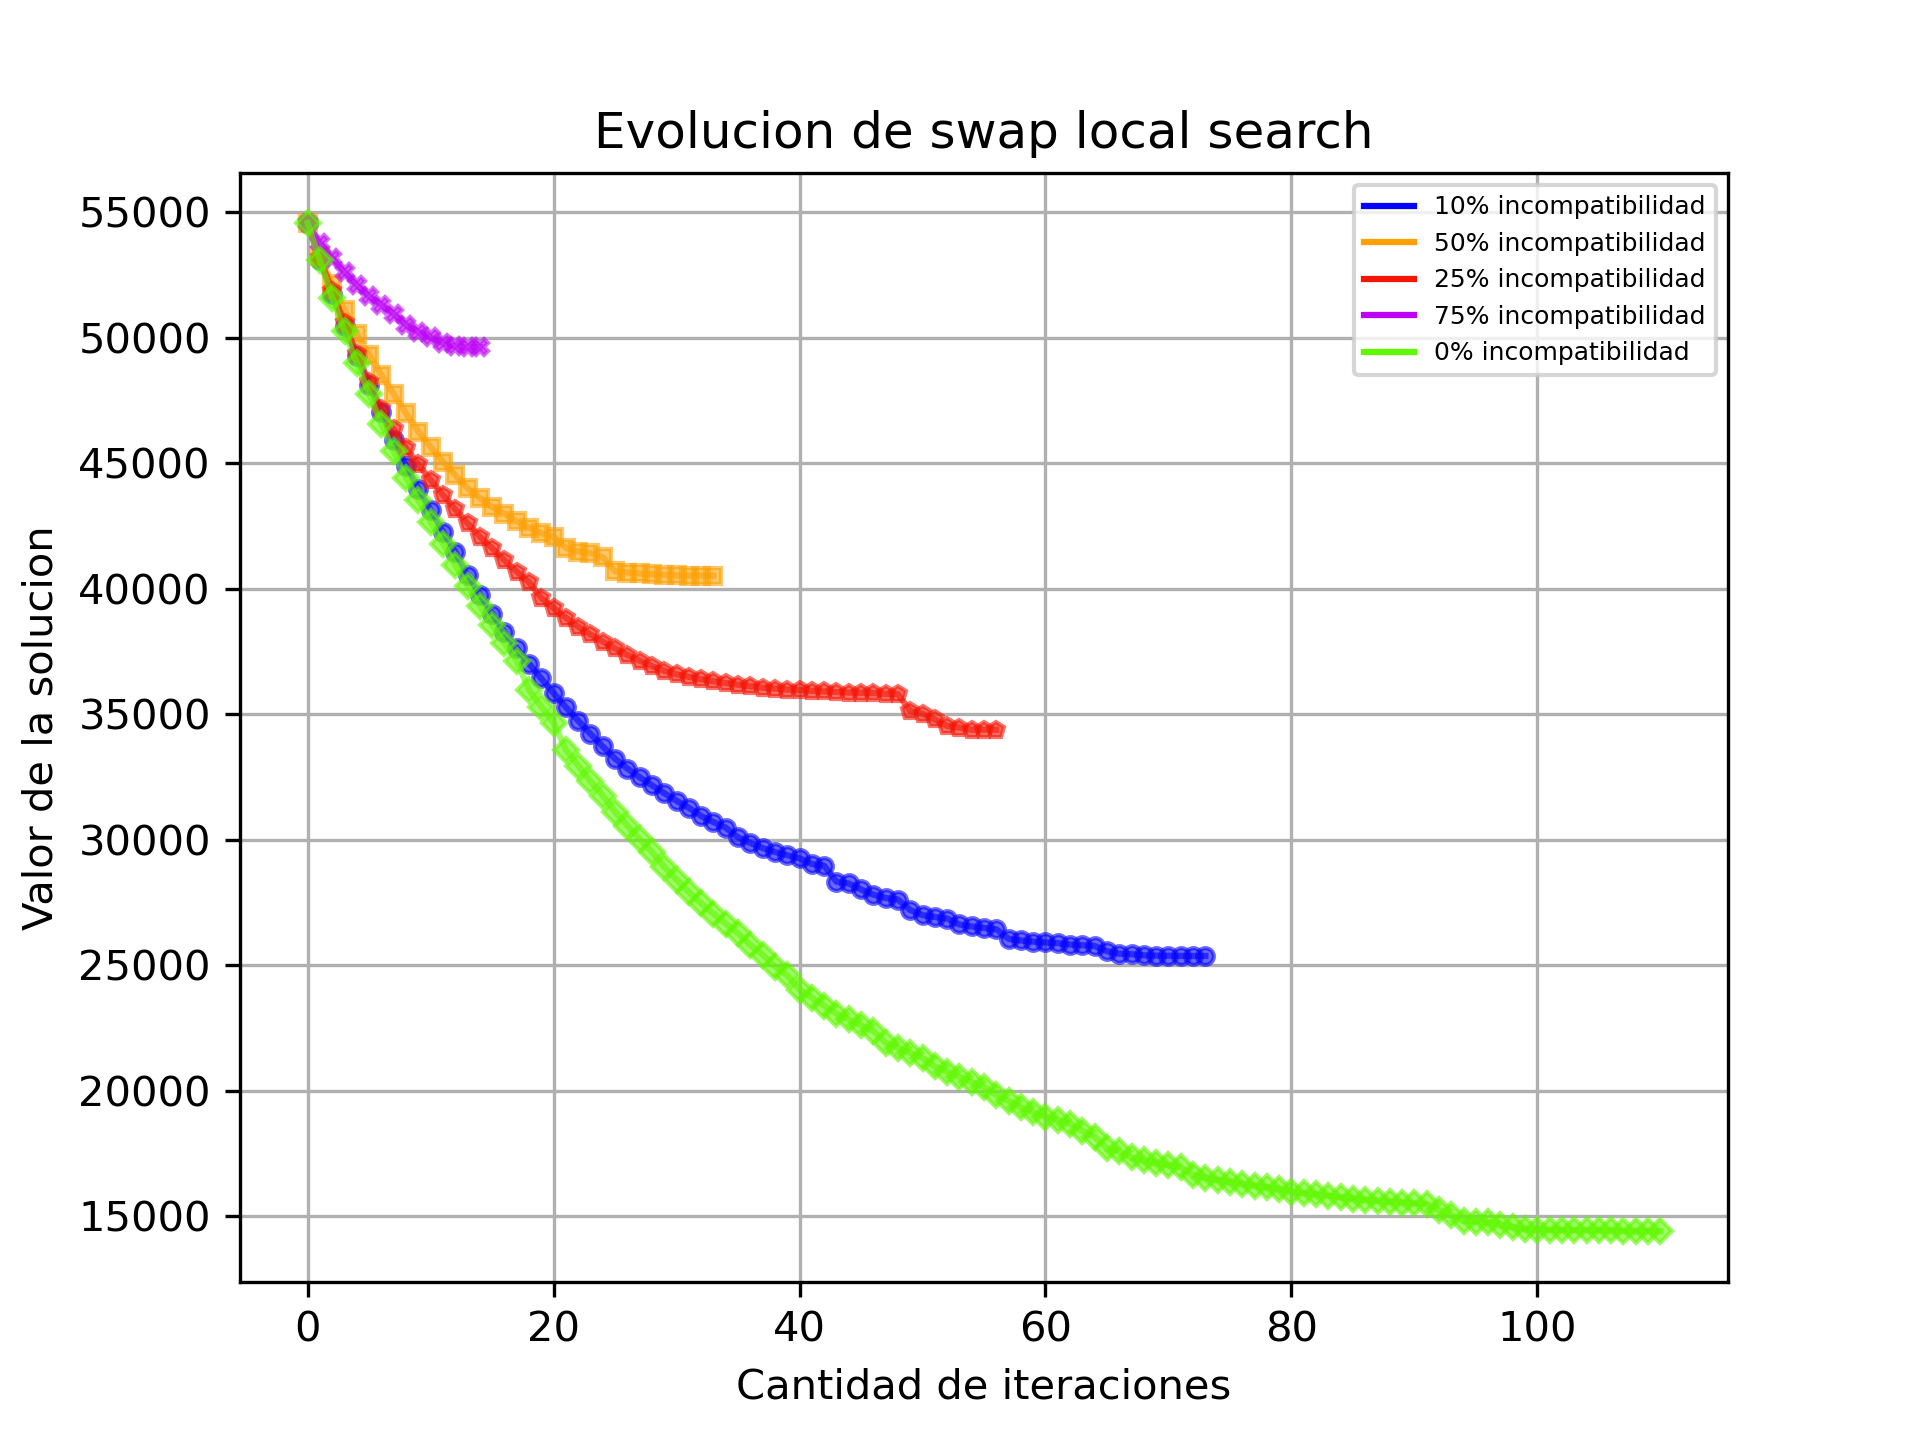 Evolucion de swap local search
55000
50000
45000
40000
35000
30000
25000
20000
15000
Valor de la solucion
10% incompatibilidad
50% incompatibilidad
25% incompatibilidad
75% incompatibilidad
0% incompatibilidad
0 20 40 60 80 100
Cantidad de iteraciones